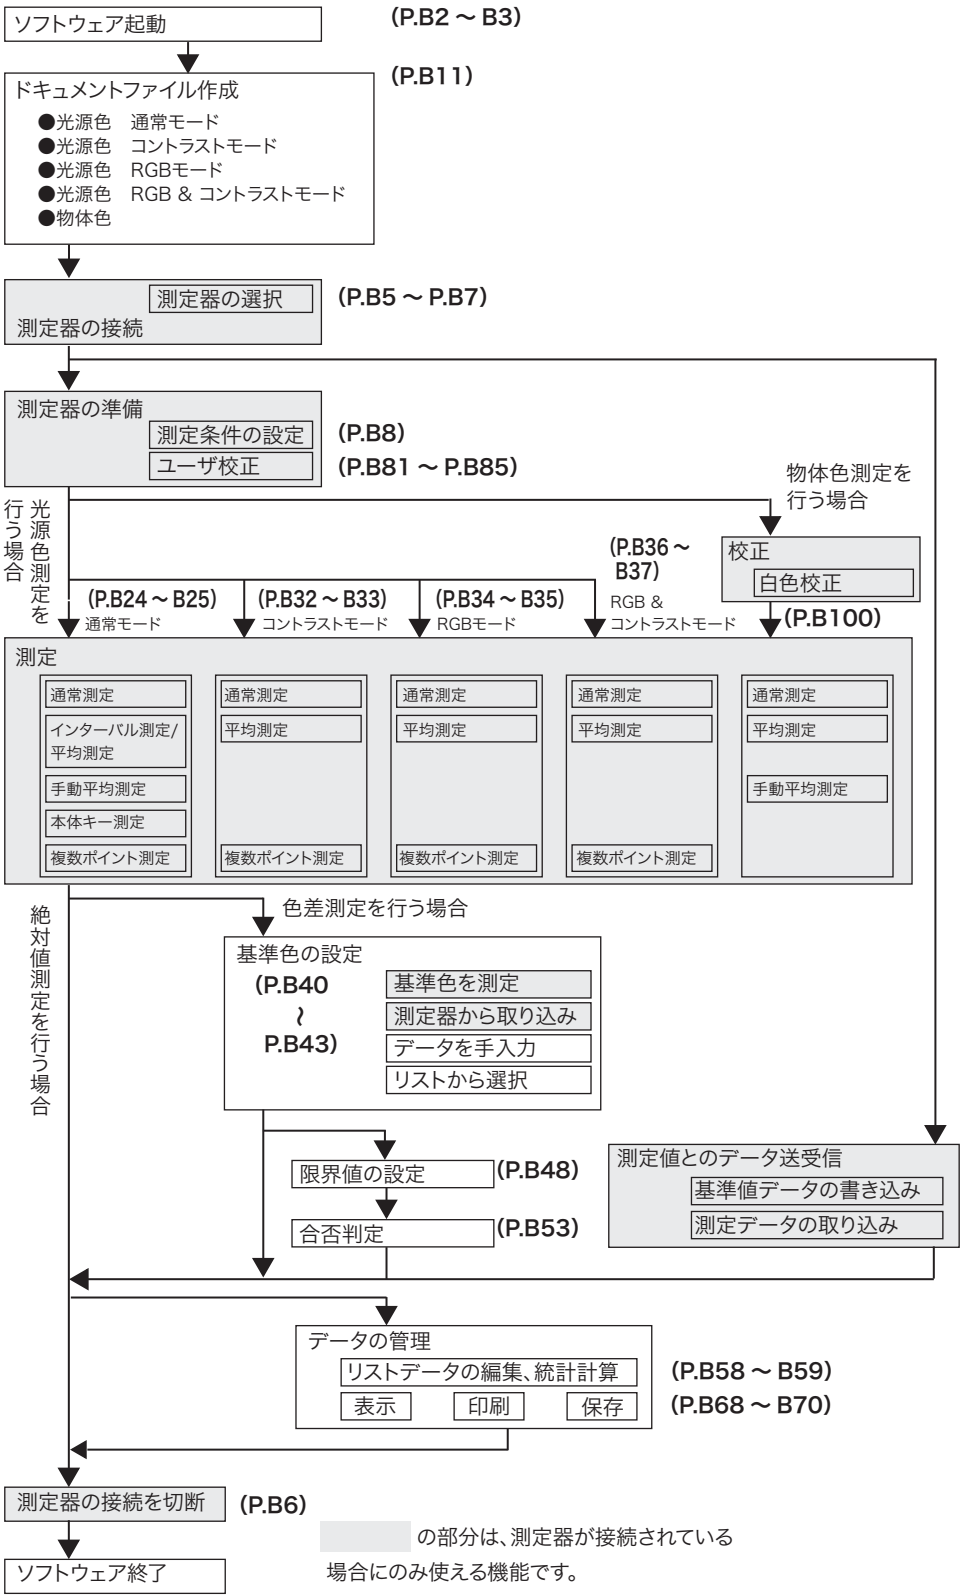 ソフトウェア起動
(P.B2 ～ B3)
ドキュメントファイル作成
(P.B11)
●光源色　通常モード
●光源色　コントラストモード
●光源色　RGBモード
●光源色　RGB & コントラストモード
●物体色
測定器の選択
(P.B5 ～ P.B7)
測定器の接続
測定器の準備
測定条件の設定
(P.B8)
ユーザ校正
(P.B81 ～ P.B85)
光源色測定を
行う場合
物体色測定を
行う場合
校正
白色校正
(P.B100)
(P.B24 ～ B25)
通常モード
(P.B32 ～ B33)
コントラストモード
(P.B34 ～ B35)
RGBモード
(P.B36 ～
B37)
RGB &
コントラストモード
測定
通常測定
インターバル測定/
平均測定
手動平均測定
本体キー測定
複数ポイント測定
通常測定
平均測定
複数ポイント測定
通常測定
平均測定
複数ポイント測定
通常測定
平均測定
複数ポイント測定
通常測定
平均測定
手動平均測定
絶対値測定を行う場合
色差測定を行う場合
基準色の設定
(P.B40
～
P.B43)
基準色を測定
測定器から取り込み
データを手入力
リストから選択
限界値の設定
(P.B48)
合否判定
(P.B53)
測定値とのデータ送受信
基準値データの書き込み
測定データの取り込み
データの管理
リストデータの編集、統計計算
(P.B58 ～ B59)
表示
印刷
保存
(P.B68 ～ B70)
測定器の接続を切断
(P.B6)
の部分は、測定器が接続されている
場合にのみ使える機能です。
ソフトウェア終了